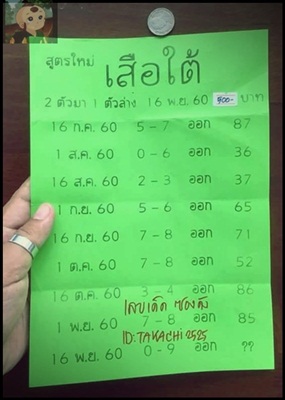 สูตรใหม่
เสือใต้
2 ตัวมา 1 ตัวล่าง 16 พ.ย. 60 400- บาท
16 ก.ค. 60 5 - 7 ออก 87
1 ส.ค. 60 0 - 6 ออก 36
16 ส.ค. 60 2 - 3 ออก 37
1 ก.ย. 60 5 - 6 ออก 65
16 ก.ย. 60 7 - 8 ออก 71
1 ต.ค. 60 7 - 8 ออก 52
16 ต.ค. 60 3 - 4 ออก 86
เลขเด็ด ซองดัง
1 พ.ย. 60 7 - 8 ออก 85
ID:TAKACHI2525
16 พ.ย. 60 0 - 9 ออก ??